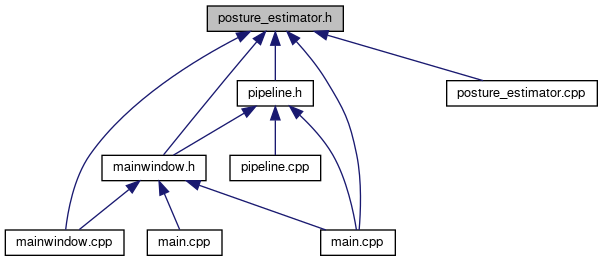 posture_estimator.h
pipeline.h
posture_estimator.cpp
mainwindow.h
pipeline.cpp
mainwindow.cpp
main.cpp
main.cpp